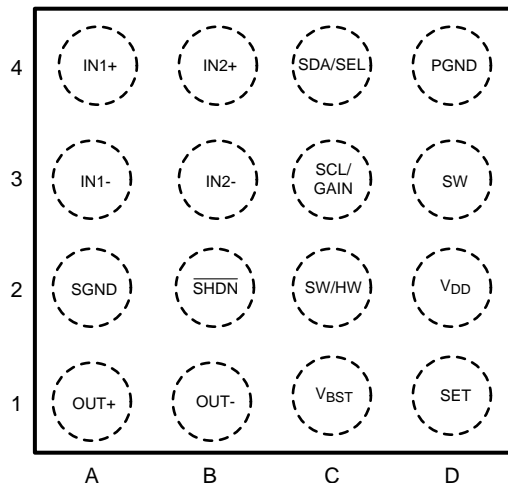 4 IN1+ IN2+ SDA/SEL PGND
3 IN1- IN2- SCL/
GAIN SW
2 SGND S̅H̅D̅N̅ SW/HW VDD
1 OUT+ OUT- VBST SET
A B C D